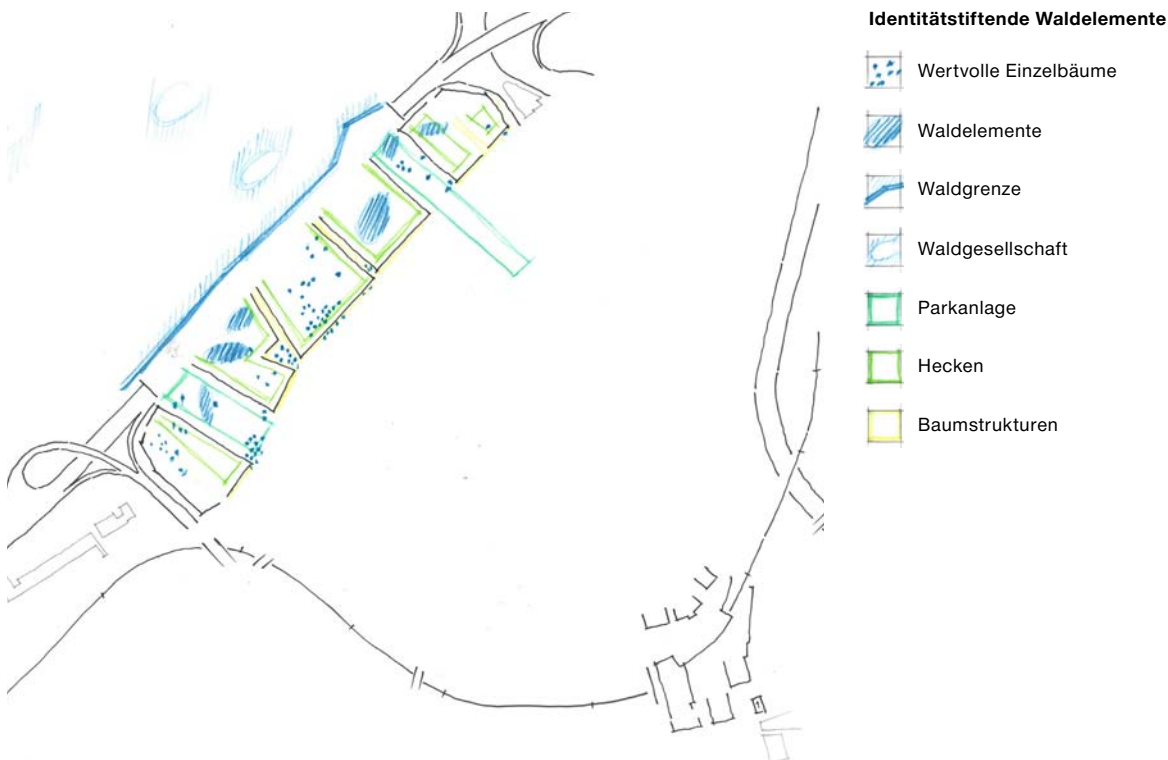 Identitätstiftende Waldelemente
Wertvolle Einzelbäume
Waldelemente
Waldgrenze
Waldgesellschaft
Parkanlage
Hecken
Baumstrukturen